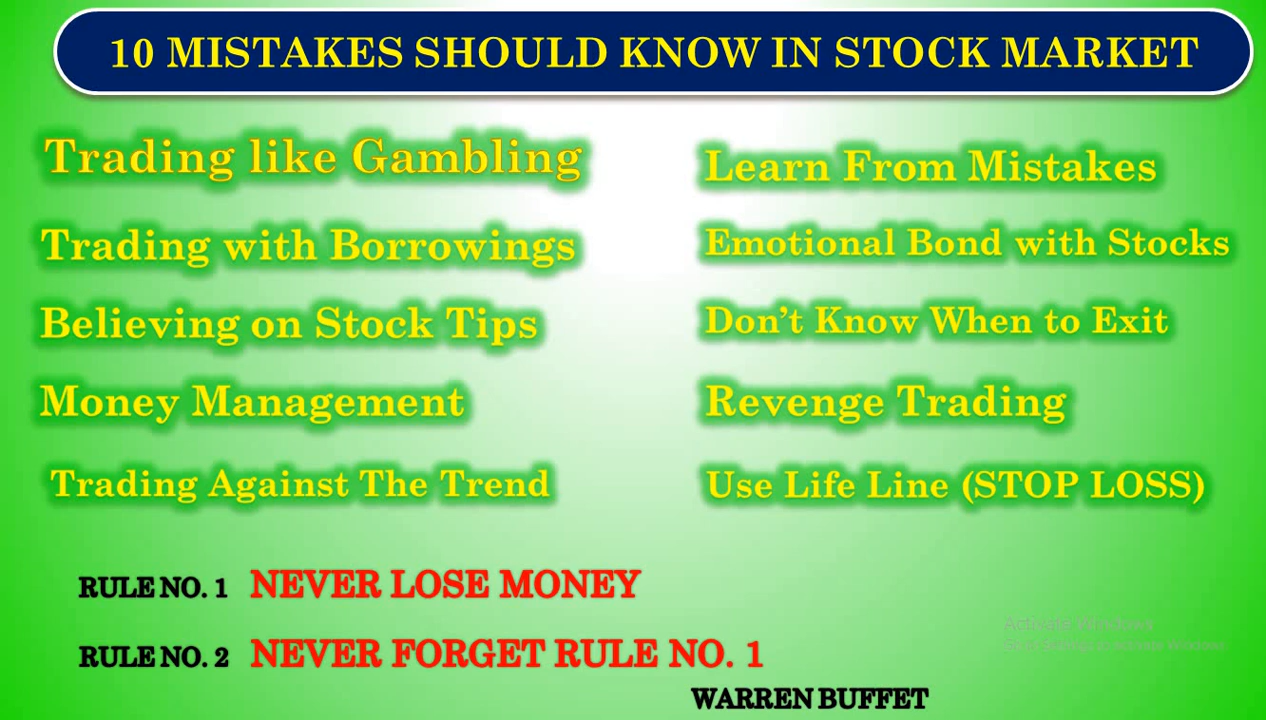 10 MISTAKES SHOULD KNOW IN STOCK MARKET
Trading like Gambling
Trading with Borrowings
Believing on Stock Tips
Money Management
Trading Against The Trend
Learn From Mistakes
Emotional Bond with Stocks
Don't Know When to Exit
Revenge Trading
Use Life Line (STOP LOSS)
RULE NO. 1 NEVER LOSE MONEY
RULE NO. 2 NEVER FORGET RULE NO. 1
WARREN BUFFET
Activate Windows